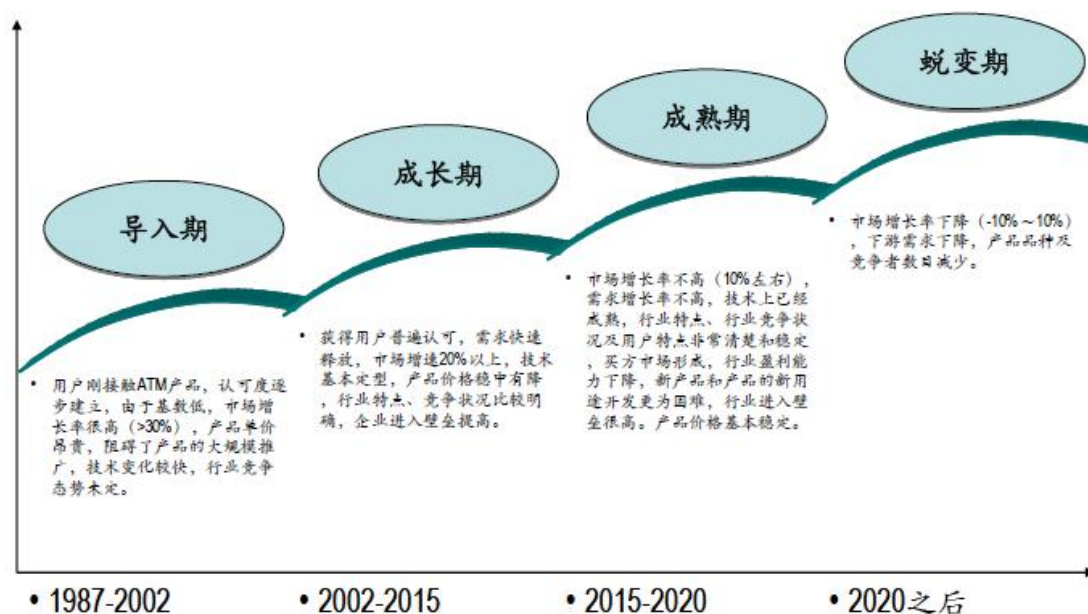 蜕变期
成熟期
成长期
导入期
• 用户刚接触ATM产品，认可度逐
步建立，由于基数低，市场增
长率很高（>30%），产品单价
昂贵，阻碍了产品的大规模推
广，技术变化较快，行业竞争
态势未定。
• 获得用户普遍认可，需求快速
释放，市场增速20%以上，技术
基本定型，产品价格稳中有降
，行业特点、竞争状况比较明
确，企业进入壁垒提高。
• 市场增长率不高（10%左右），
需求增长率不高，技术上已经
成熟，行业特点、行业竞争状
况及用户特点非常清楚和稳定
，买方市场形成，行业盈利能
力下降，新产品和产品的新用
途开发更为困难，行业进入壁
垒很高。产品价格基本稳定。
• 市场增长率下降（-10%～10%）
，下游需求下降，产品品种及
竞争者数目减少。
• 1987-2002
• 2002-2015
• 2015-2020
• 2020之后